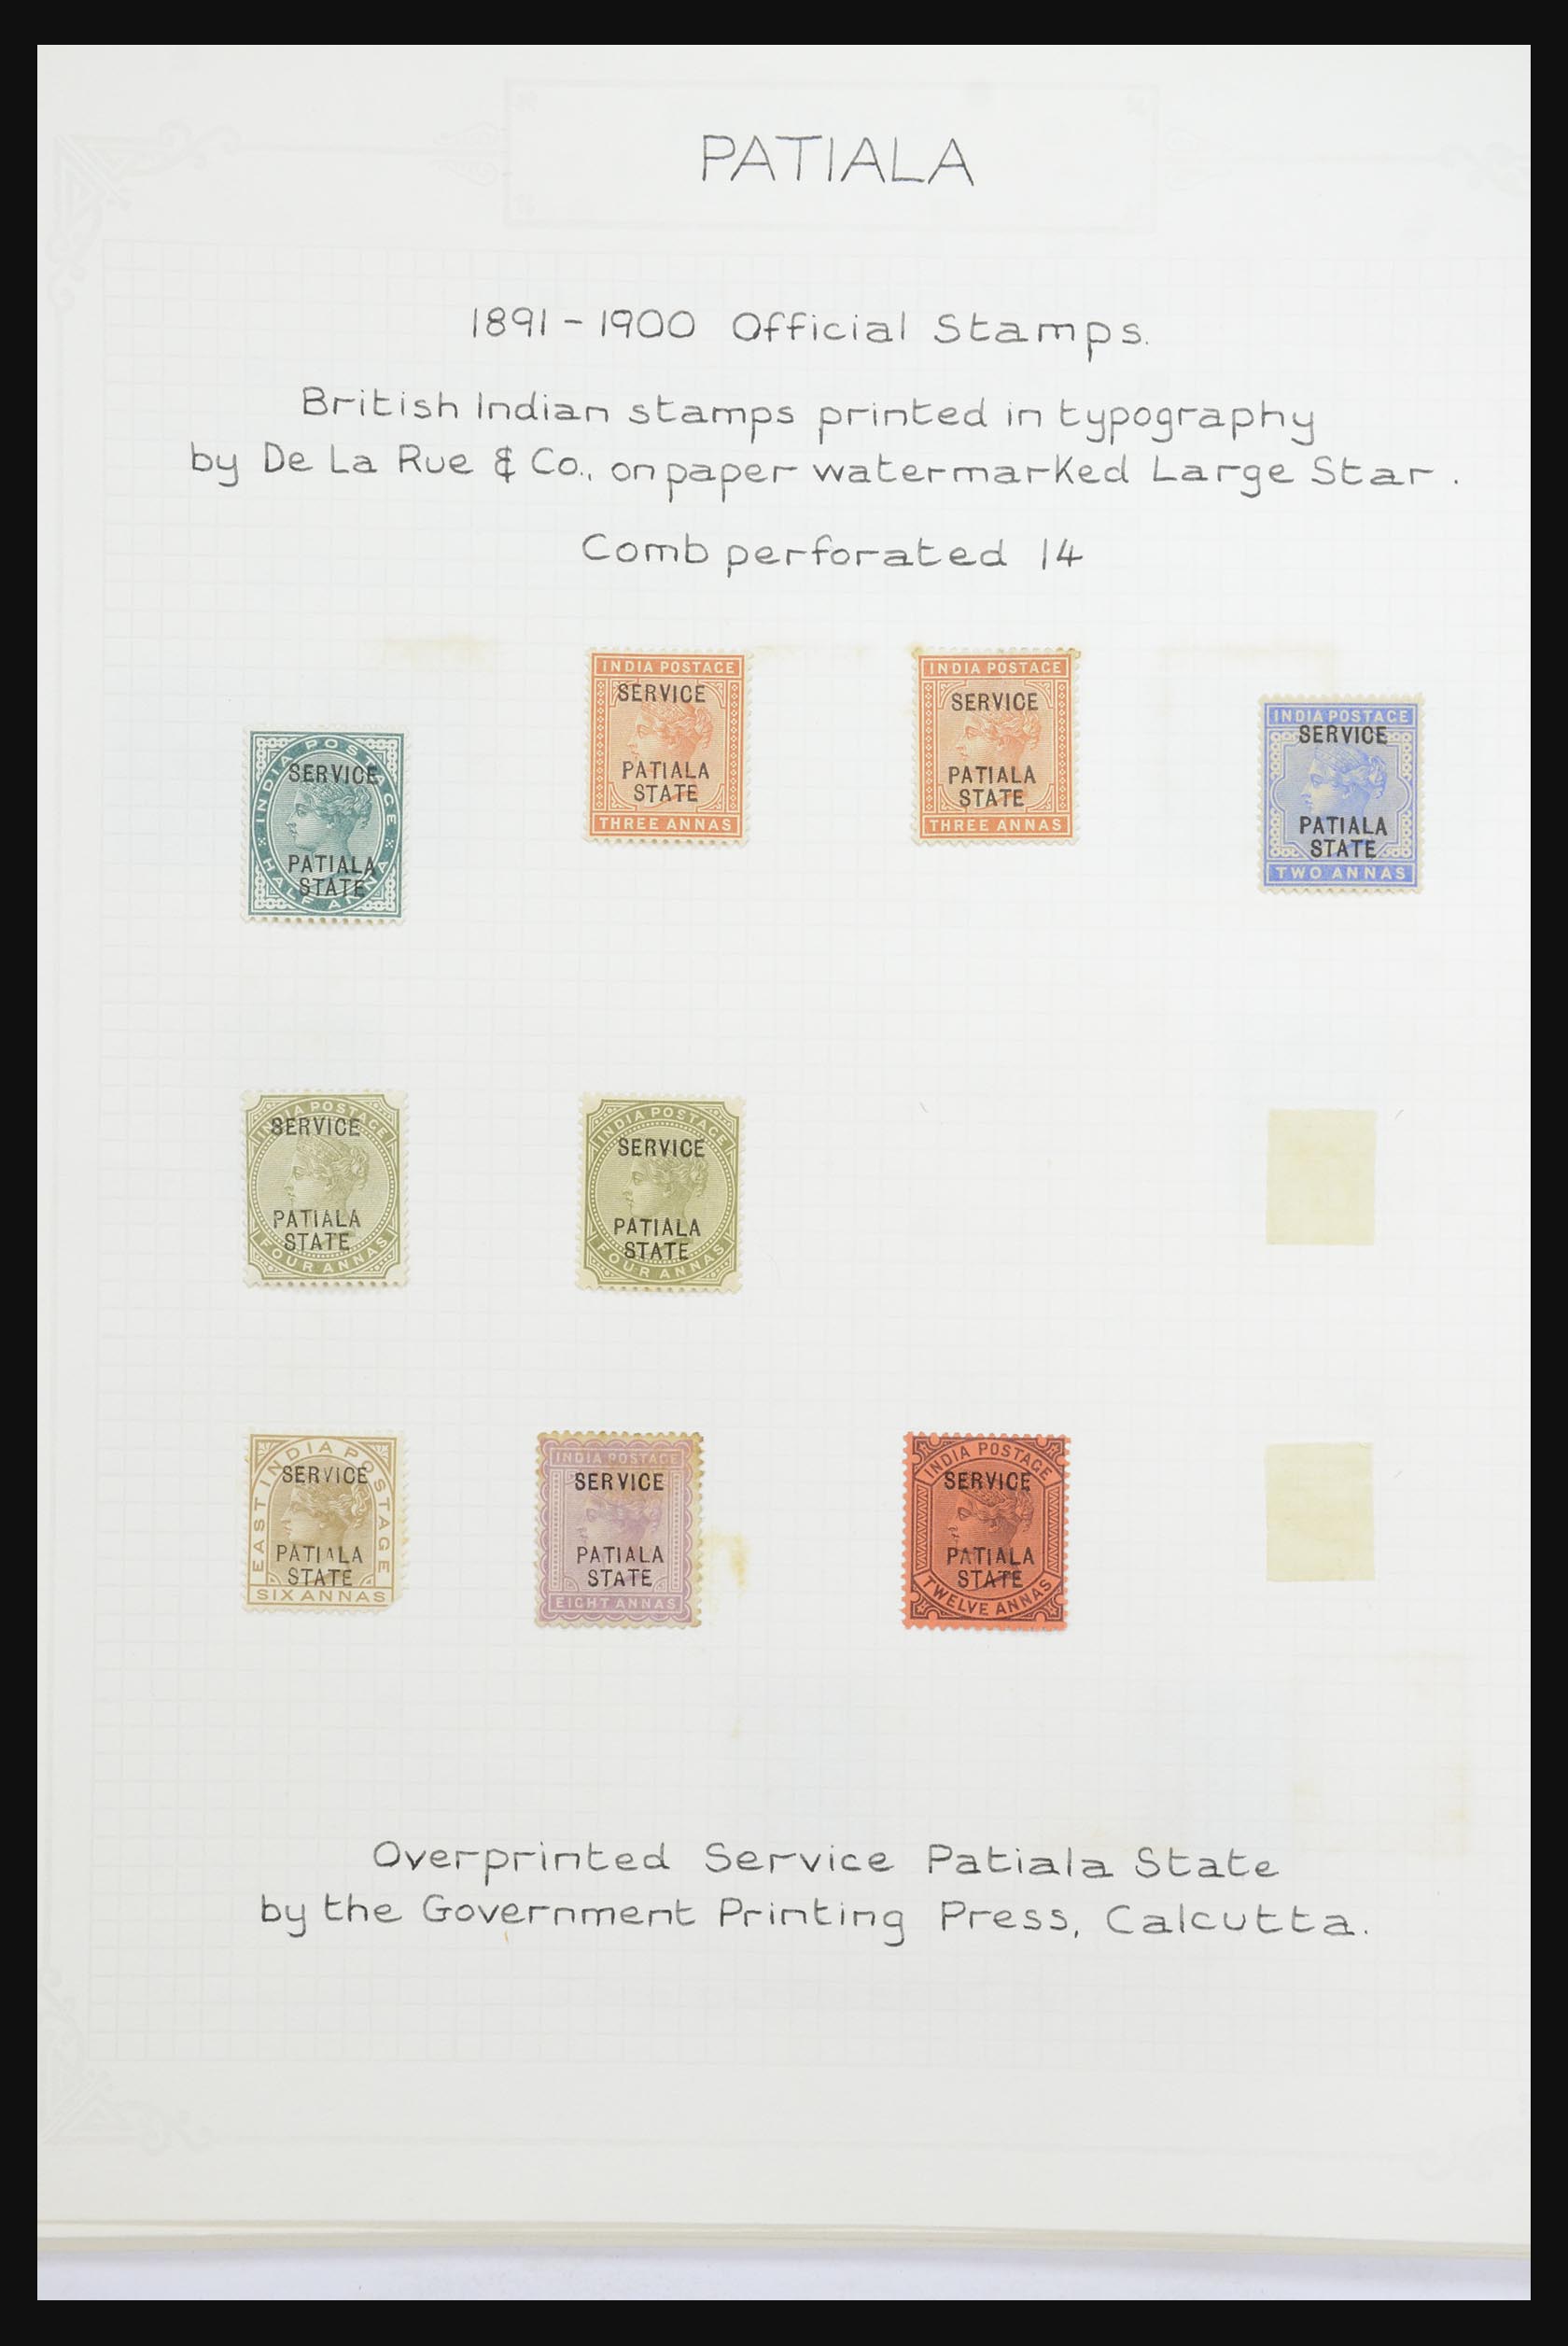 PATIALA
1891 - 1900 Official Stamps.
British Indian stamps printed in typography
by De La Rue & Co., on paper watermarked Large Star.
Comb perforated 14
INDIA POSTAGE
SERVICE
PATIALA
STATE
HALF ANNA
INDIA POSTAGE
SERVICE
PATIALA
STATE
THREE ANNAS
INDIA POSTAGE
SERVICE
PATIALA
STATE
THREE ANNAS
INDIA POSTAGE
SERVICE
PATIALA
STATE
TWO ANNAS
INDIA POSTAGE
SERVICE
PATIALA
STATE
FOUR ANNAS
INDIA POSTAGE
SERVICE
PATIALA
STATE
FOUR ANNAS
EAST INDIA POSTAGE
SERVICE
PATIALA
STATE
SIX ANNAS
INDIA POSTAGE
SERVICE
PATIALA
STATE
EIGHT ANNAS
INDIA POSTAGE
SERVICE
PATIALA
STATE
TWELVE ANNAS
Overprinted Service Patiala State
by the Government Printing Press, Calcutta.